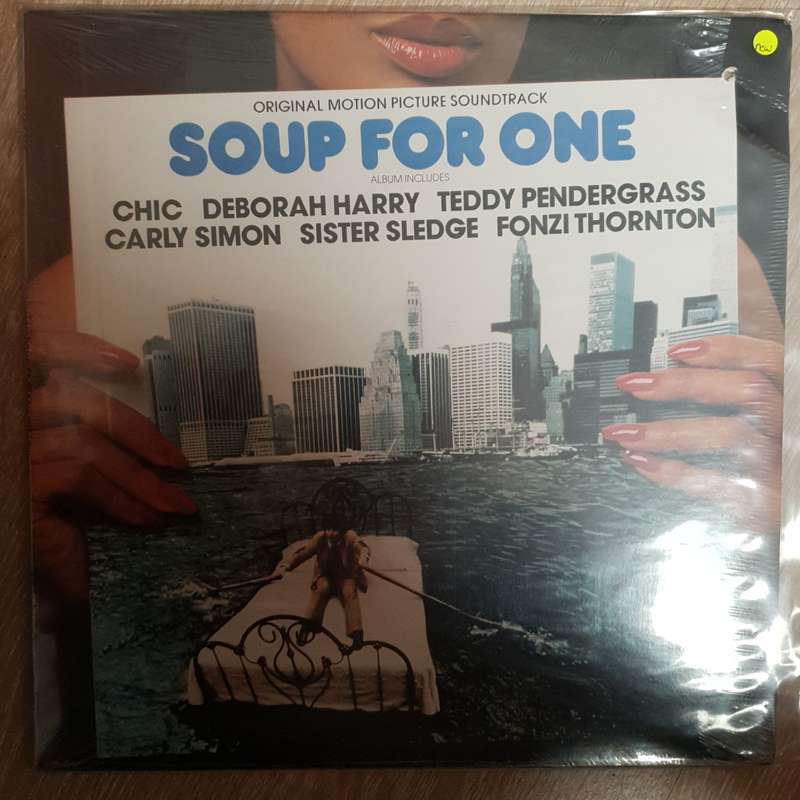 now
ORIGINAL MOTION PICTURE SOUNDTRACK
SOUP FOR ONE
ALBUM INCLUDES
CHIC DEBORAH HARRY TEDDY PENDERGRASS
CARLY SIMON SISTER SLEDGE FONZI THORNTON